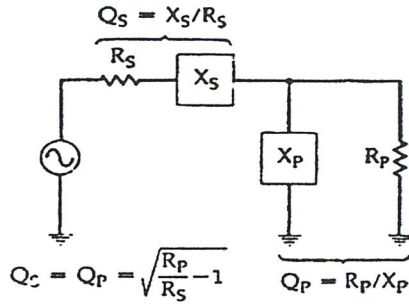 Q_S = X_S/R_S
R_S
X_S
X_P
R_P
Q_S = Q_P = √(R_P/R_S − 1)
Q_P = R_P/X_P